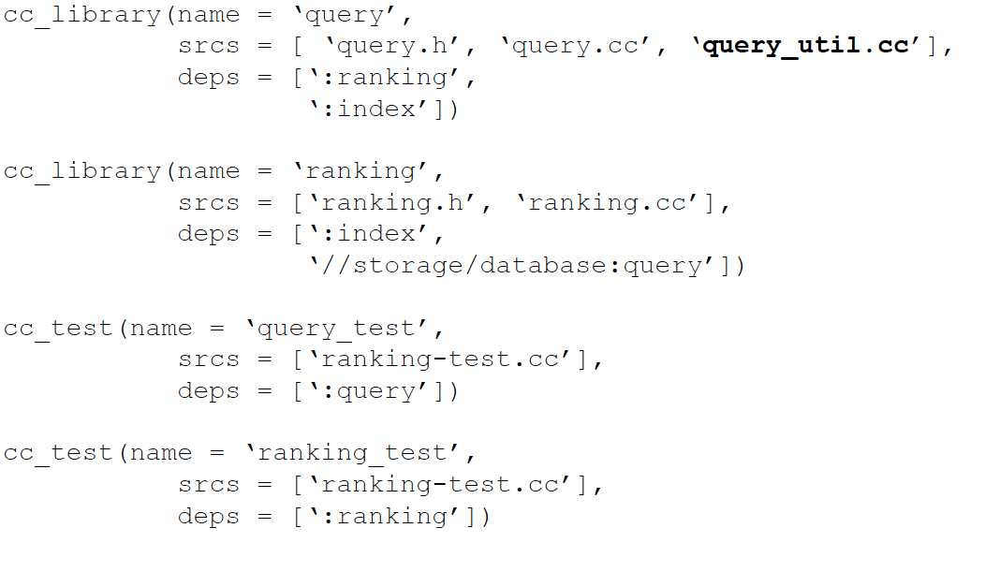 cc_library(name = ‘query’,
srcs = [ ‘query.h’, ‘query.cc’, ‘query_util.cc’],
deps = [‘:ranking’,
‘:index’])
cc_library(name = ‘ranking’,
srcs = [‘ranking.h’, ‘ranking.cc’],
deps = [‘:index’,
‘//storage/database:query’])
cc_test(name = ‘query_test’,
srcs = [‘ranking-test.cc’],
deps = [‘:query’])
cc_test(name = ‘ranking_test’,
srcs = [‘ranking-test.cc’],
deps = [‘:ranking’])